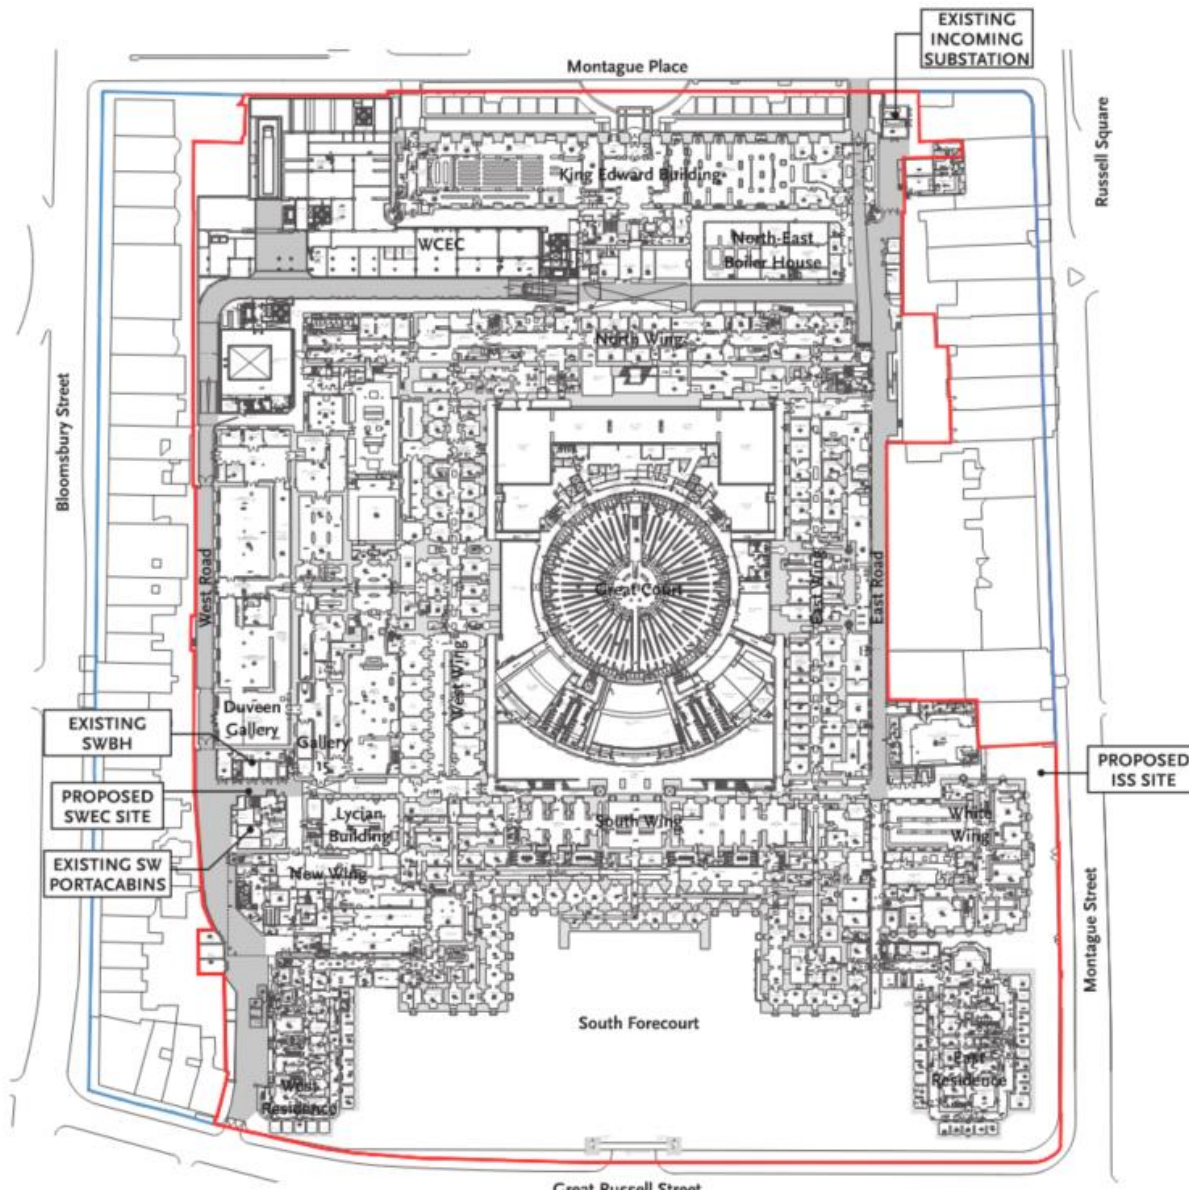 EXISTING
INCOMING
SUBSTATION
Montague Place
Russell Square
King Edward Building
WCEC
North-East
Boiler House
North Wing
Bloomsbury Street
West Road
Great Court
East Wing
East Road
West Wing
Duveen
Gallery
Gallery
15
EXISTING
SWBH
PROPOSED
SWEC SITE
EXISTING SW
PORTACABINS
PROPOSED
ISS SITE
Lycian
Building
South Wing
White
Wing
New Wing
Montague Street
South Forecourt
West
Residence
East
Residence
Great Russell Street